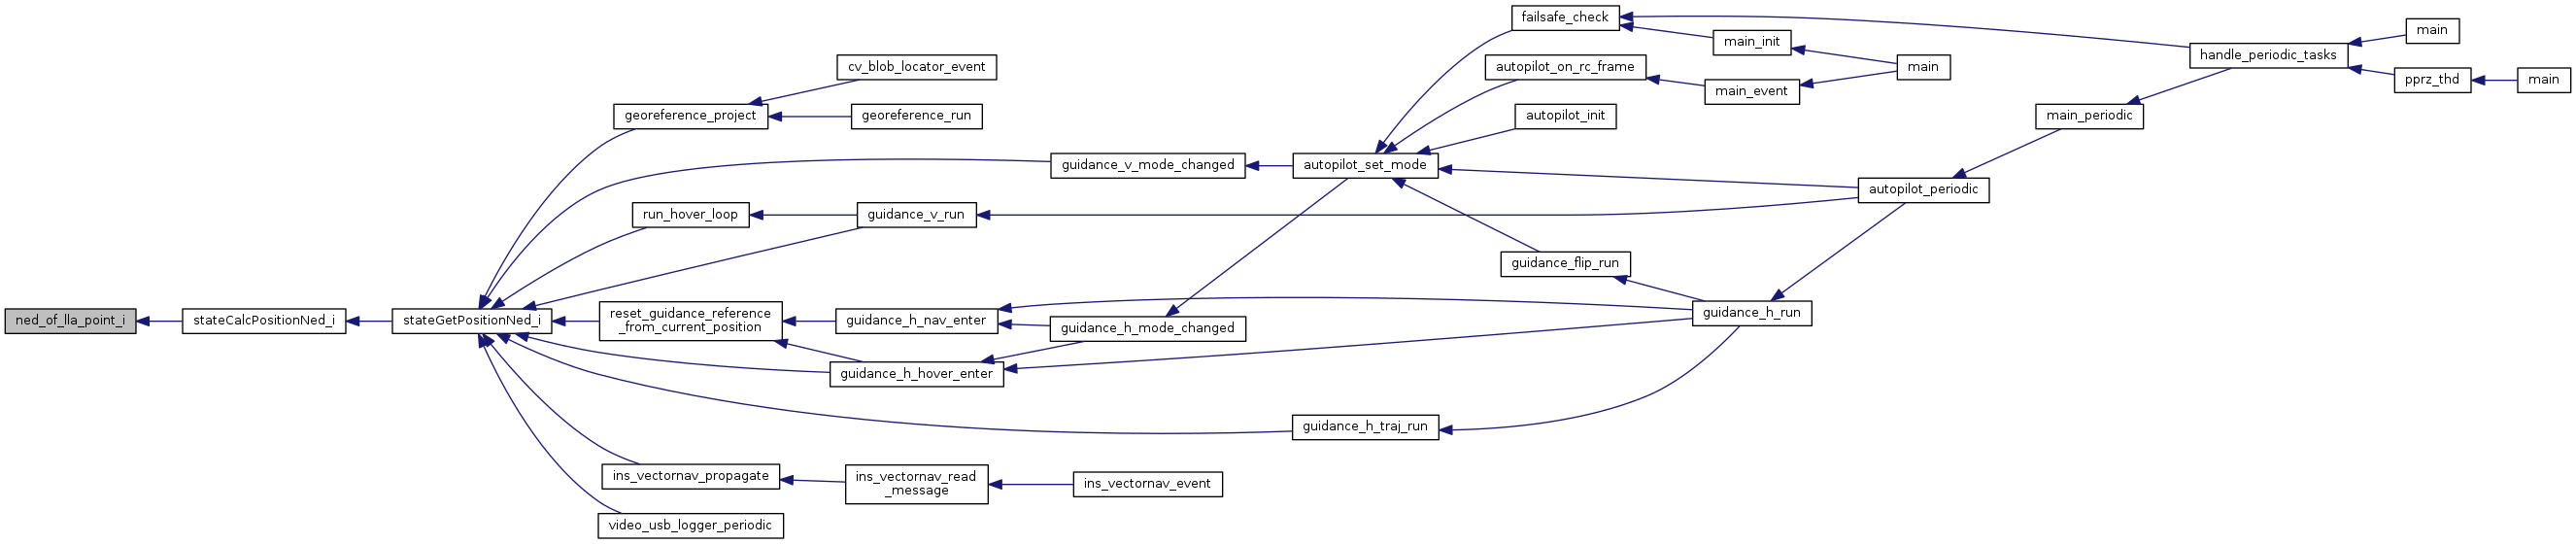 ned_of_lla_point_i
stateCalcPositionNed_i
stateGetPositionNed_i
georeference_project
cv_blob_locator_event
georeference_run
guidance_v_mode_changed
run_hover_loop
guidance_v_run
reset_guidance_reference
_from_current_position
guidance_h_nav_enter
guidance_h_hover_enter
guidance_h_mode_changed
guidance_h_traj_run
ins_vectornav_propagate
ins_vectornav_read
_message
ins_vectornav_event
video_usb_logger_periodic
autopilot_set_mode
failsafe_check
autopilot_on_rc_frame
autopilot_init
guidance_flip_run
main_init
main_event
main
guidance_h_run
autopilot_periodic
main_periodic
handle_periodic_tasks
main
pprz_thd
main